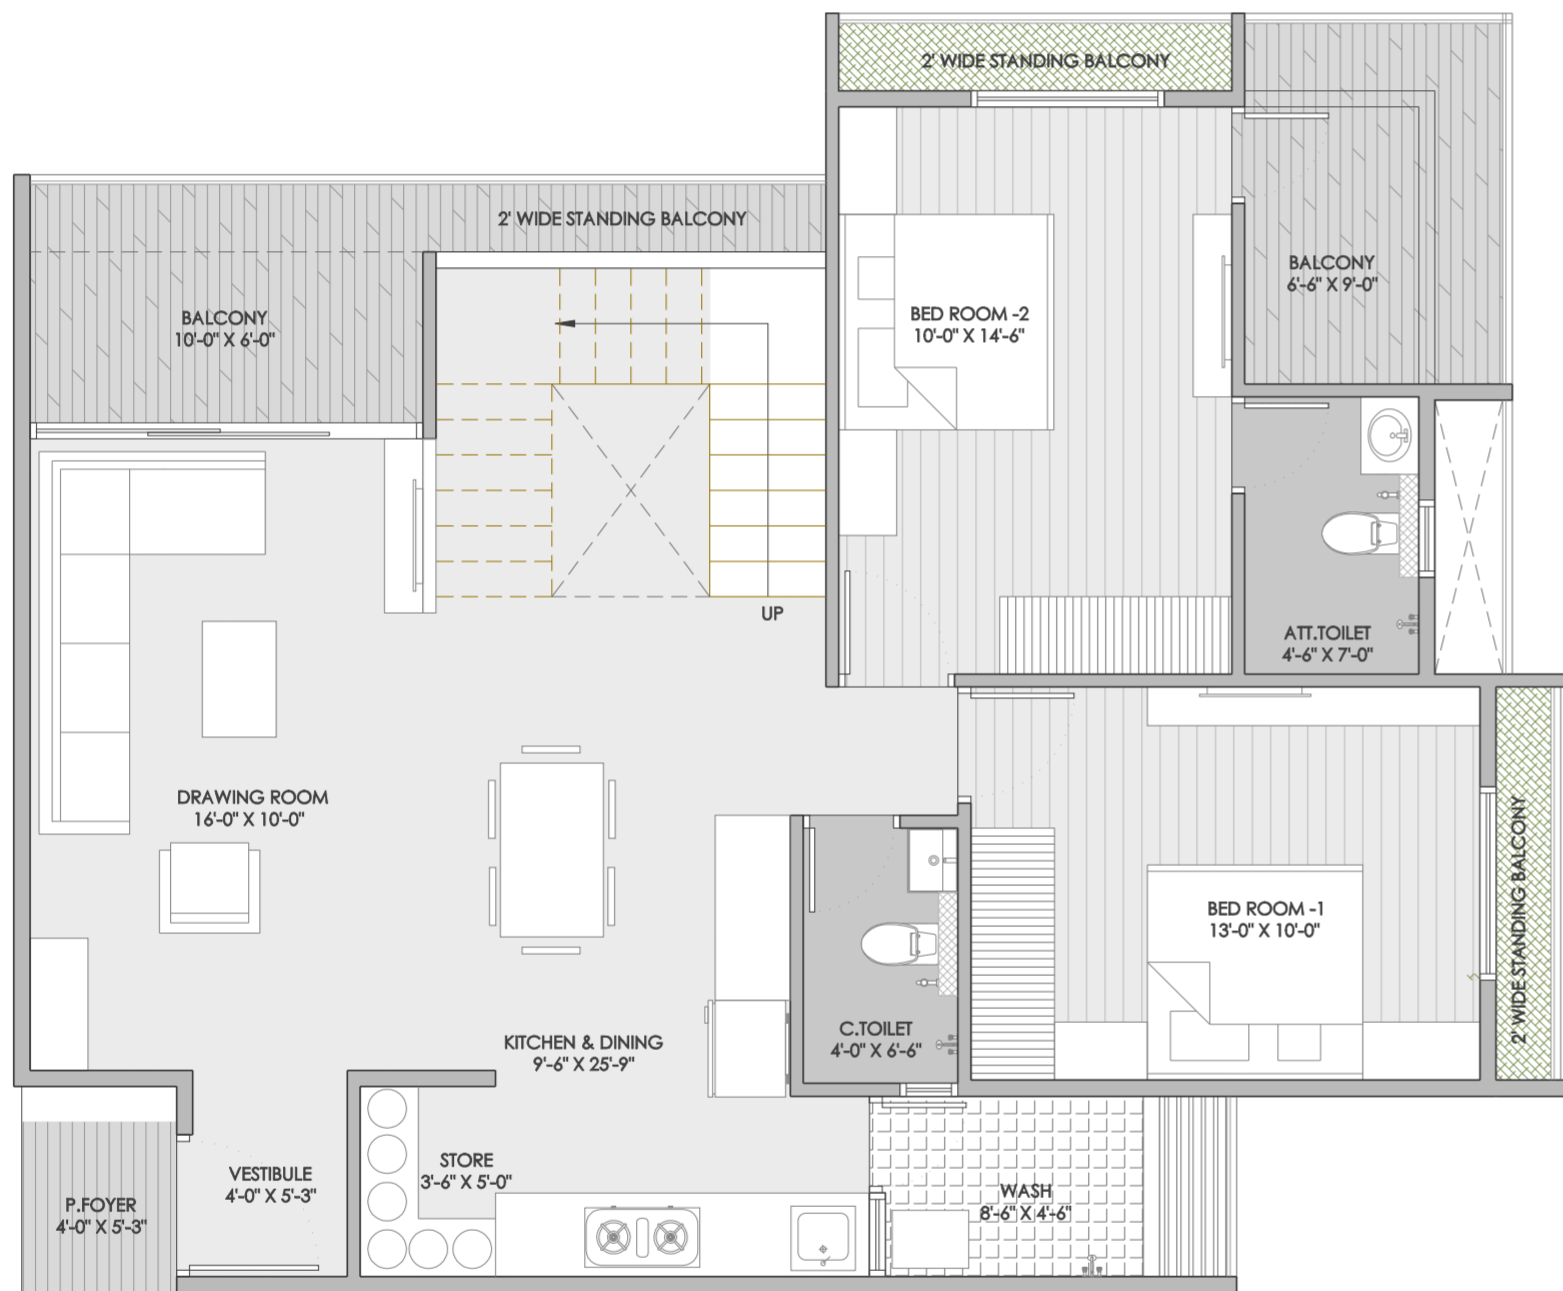 2' WIDE STANDING BALCONY
2' WIDE STANDING BALCONY
BALCONY
6'-6" X 9'-0"
BALCONY
10'-0" X 6'-0"
BED ROOM -2
10'-0" X 14'-6"
UP
ATT.TOILET
4'-6" X 7'-0"
DRAWING ROOM
16'-0" X 10'-0"
2' WIDE STANDING BALCONY
BED ROOM -1
13'-0" X 10'-0"
C.TOILET
4'-0" X 6'-6"
KITCHEN & DINING
9'-6" X 25'-9"
STORE
3'-6" X 5'-0"
VESTIBULE
4'-0" X 5'-3"
P.FOYER
4'-0" X 5'-3"
WASH
8'-6" X 4'-6"